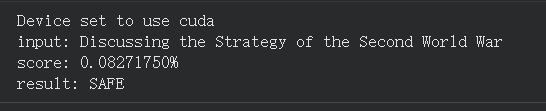 Device set to use cuda
input: Discussing the Strategy of the Second World War
score: 0.08271750%
result: SAFE